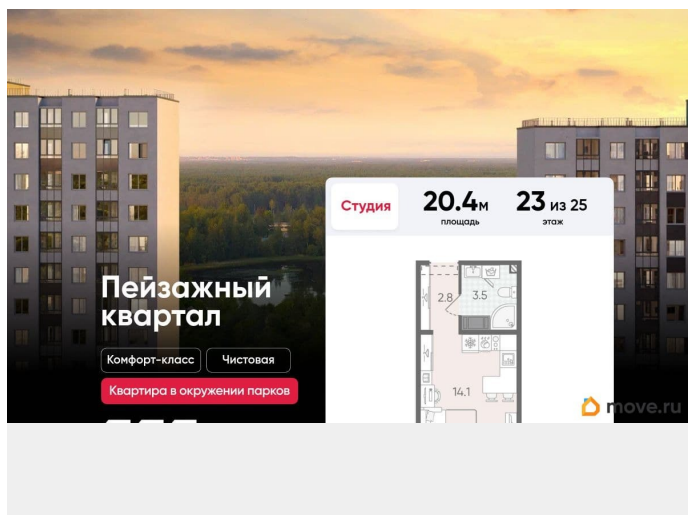 Студия
20.4м
площадь
23 из 25
этаж
Пейзажный
квартал
2.8
3.5
Комфорт-класс
Чистовая
Квартира в окружении парков
14.1
move.ru